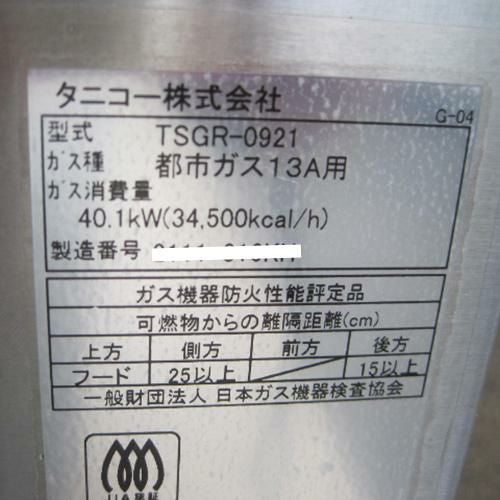 タニコー株式会社
G-04
型式 TSGR-0921
ガス種 都市ガス13A用
ガス消費量
40.1kW(34,500kcal/h)
製造番号
ガス機器防火性能評定品
可燃物からの離隔距離(cm)
上方 側方 前方 後方
フード 25以上 15以上
一般財団法人 日本ガス機器検査協会